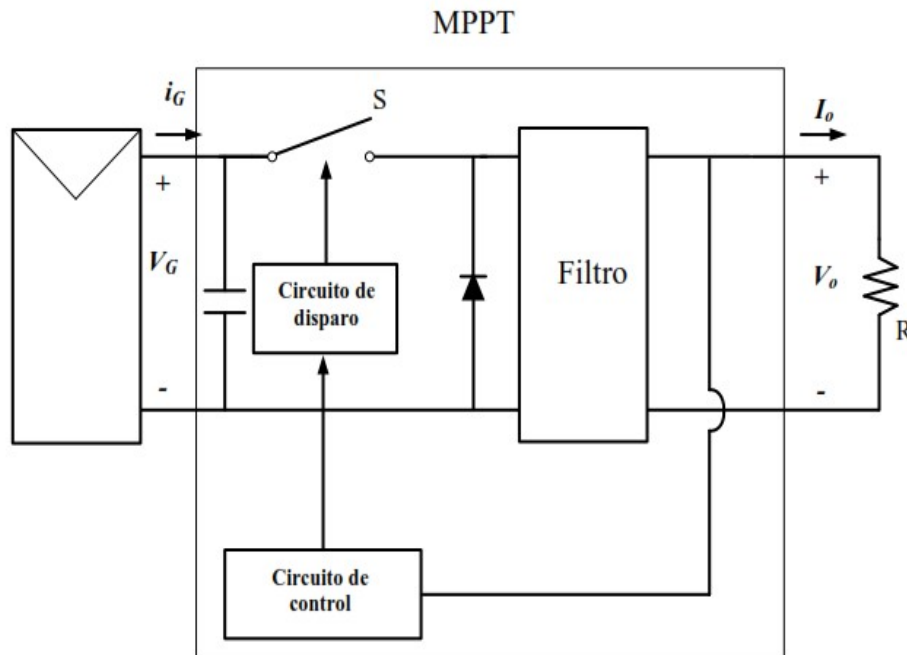 MPPT
i_G
S
I_o
+
+
V_G
Circuito de
disparo
Filtro
V_o
R
-
-
Circuito de
control